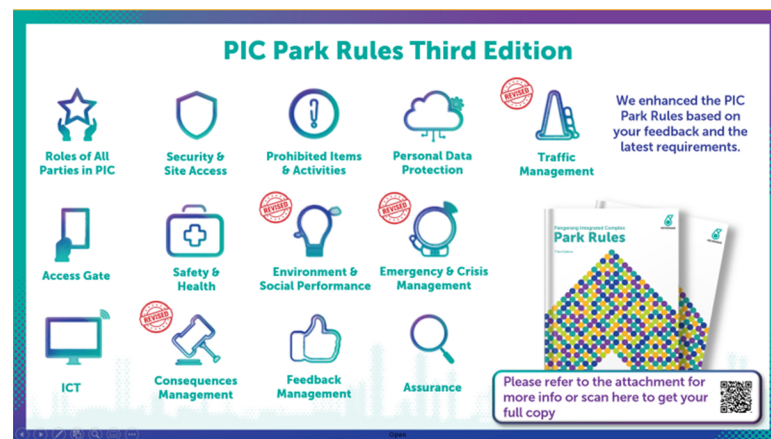 PIC Park Rules Third Edition
REVISED
Roles of All
Parties in PIC
Security &
Site Access
Prohibited Items
& Activities
Personal Data
Protection
Traffic
Management
We enhanced the PIC
Park Rules based on
your feedback and the
latest requirements.
REVISED
REVISED
Access Gate
Safety &
Health
Environment &
Social Performance
Emergency & Crisis
Management
Pengerang Integrated Complex
Park Rules
Third Edition
REVISED
ICT
Consequences
Management
Feedback
Management
Assurance
Please refer to the attachment for
more info or scan here to get your
full copy
Open